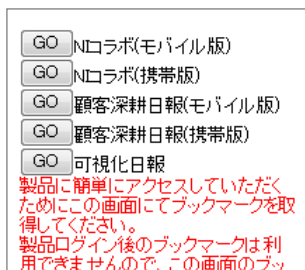 GO NIコラボ(モバイル版)
GO NIコラボ(携帯版)
GO 顧客深耕日報(モバイル版)
GO 顧客深耕日報(携帯版)
GO 可視化日報
製品に簡単にアクセスしていただく
ためにこの画面にてブックマークを取
得してください。
製品ログイン後のブックマークは利
用できませんので、この画面のブッ